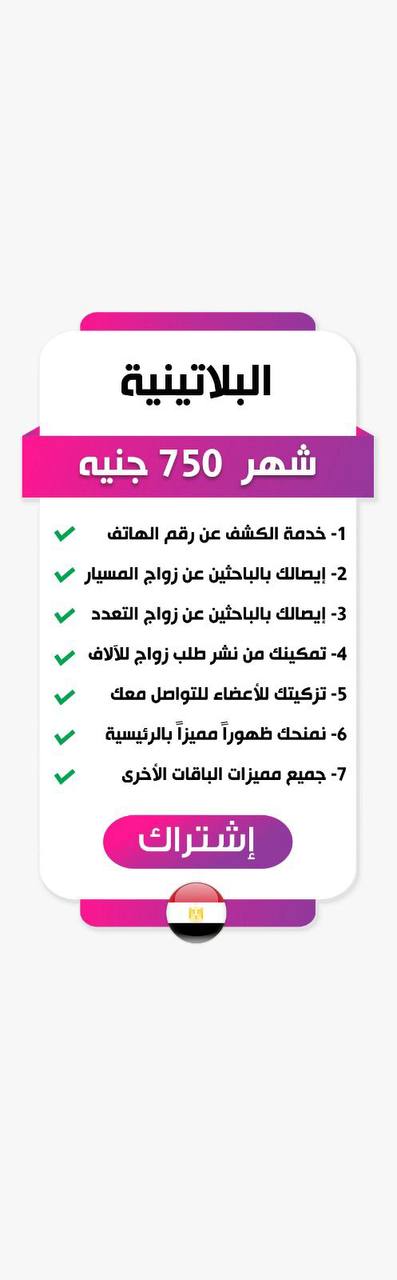 البلاتينية
شهر 750 جنيه
1- خدمة الكشف عن رقم الهاتف
2- إيصالك بالباحثين عن زواج المسيار
3- إيصالك بالباحثين عن زواج التعدد
4- تمكينك من نشر طلب زواج للآلاف
5- تزكيتك للأعضاء للتواصل معك
6- نمنحك ظهوراً مميزاً بالرئيسية
7- جميع مميزات الباقات الأخرى
إشتراك